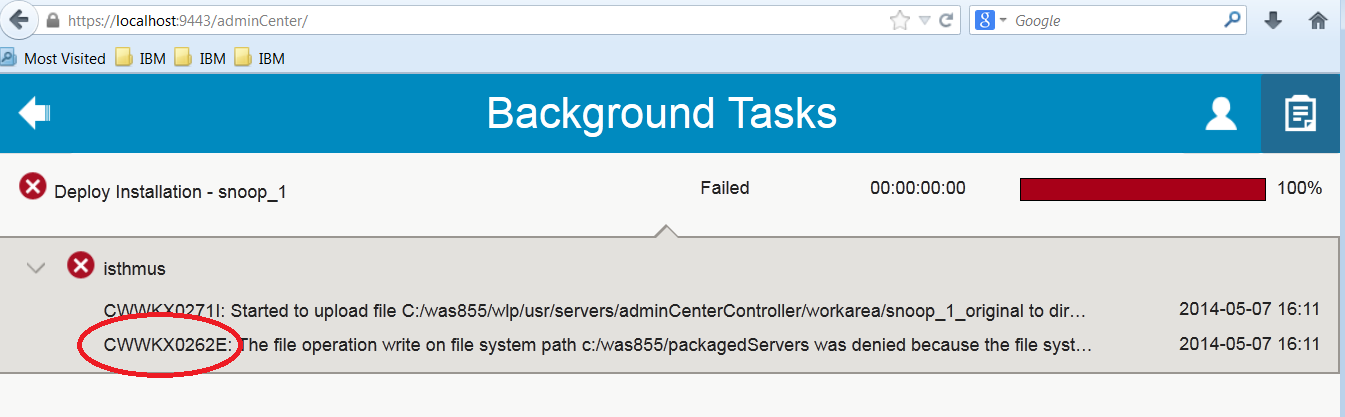 https://localhost:9443/adminCenter/
Google
Most Visited IBM IBM IBM
Background Tasks
Deploy Installation - snoop_1 Failed 00:00:00:00 100%
isthmus
CWWKX0271I: Started to upload file C:/was855/wlp/usr/servers/adminCenterController/workarea/snoop_1_original to dir… 2014-05-07 16:11
CWWKX0262E: The file operation write on file system path c:/was855/packagedServers was denied because the file syst… 2014-05-07 16:11